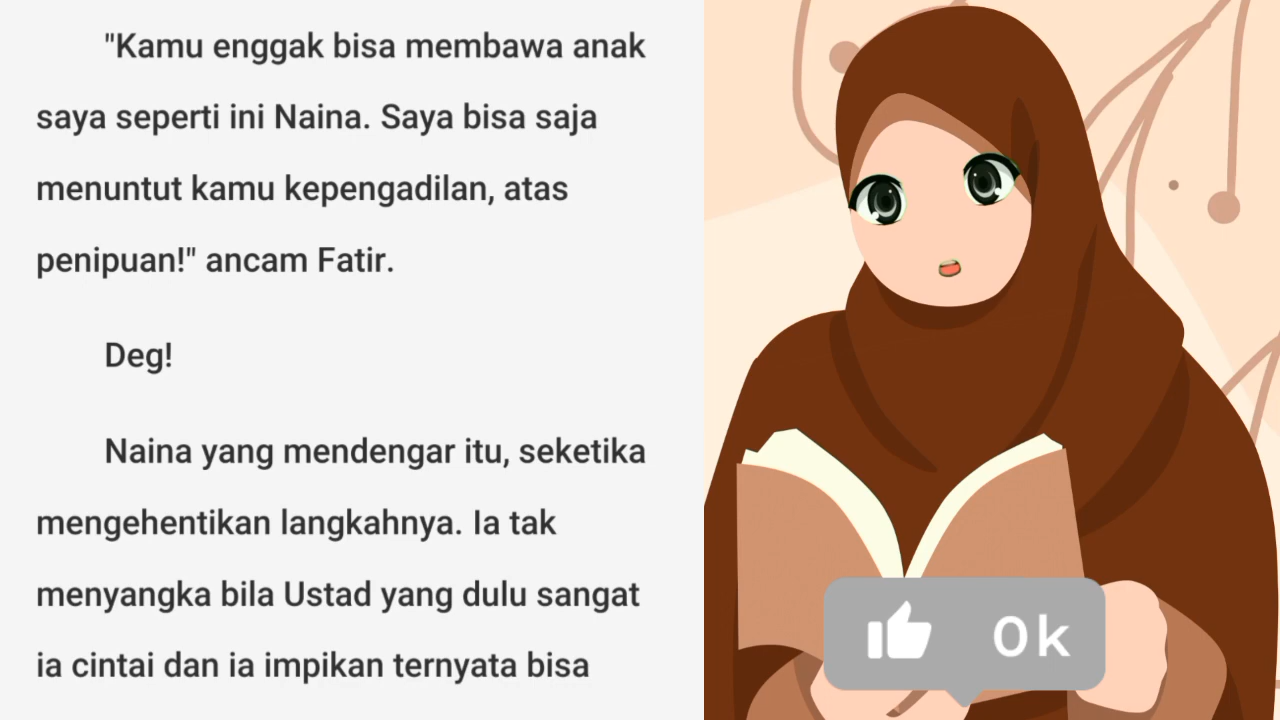 "Kamu enggak bisa membawa anak
saya seperti ini Naina. Saya bisa saja
menuntut kamu kepengadilan, atas
penipuan!" ancam Fatir.
Deg!
Naina yang mendengar itu, seketika
mengehentikan langkahnya. Ia tak
menyangka bila Ustad yang dulu sangat
ia cintai dan ia impikan ternyata bisa
0k